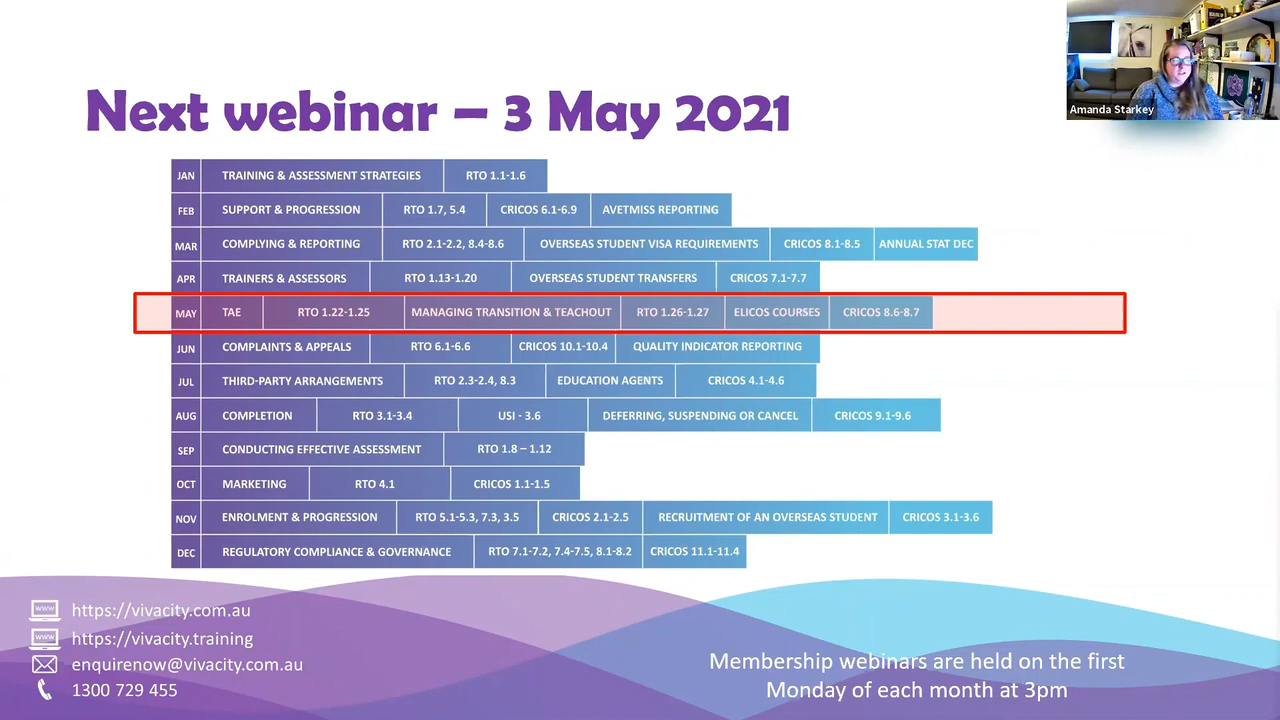 Amanda Starkey
Next webinar – 3 May 2021
JAN TRAINING & ASSESSMENT STRATEGIES RTO 1.1-1.6
FEB SUPPORT & PROGRESSION RTO 1.7, 5.4 CRICOS 6.1-6.9 AVETMISS REPORTING
MAR COMPLYING & REPORTING RTO 2.1-2.2, 8.4-8.6 OVERSEAS STUDENT VISA REQUIREMENTS CRICOS 8.1-8.5 ANNUAL STAT DEC
APR TRAINERS & ASSESSORS RTO 1.13-1.20 OVERSEAS STUDENT TRANSFERS CRICOS 7.1-7.7
MAY TAE RTO 1.22-1.25 MANAGING TRANSITION & TEACHOUT RTO 1.26-1.27 ELICOS COURSES CRICOS 8.6-8.7
JUN COMPLAINTS & APPEALS RTO 6.1-6.6 CRICOS 10.1-10.4 QUALITY INDICATOR REPORTING
JUL THIRD-PARTY ARRANGEMENTS RTO 2.3-2.4, 8.3 EDUCATION AGENTS CRICOS 4.1-4.6
AUG COMPLETION RTO 3.1-3.4 USI - 3.6 DEFERRING, SUSPENDING OR CANCEL CRICOS 9.1-9.6
SEP CONDUCTING EFFECTIVE ASSESSMENT RTO 1.8 – 1.12
OCT MARKETING RTO 4.1 CRICOS 1.1-1.5
NOV ENROLMENT & PROGRESSION RTO 5.1-5.3, 7.3, 3.5 CRICOS 2.1-2.5 RECRUITMENT OF AN OVERSEAS STUDENT CRICOS 3.1-3.6
DEC REGULATORY COMPLIANCE & GOVERNANCE RTO 7.1-7.2, 7.4-7.5, 8.1-8.2 CRICOS 11.1-11.4
www https://vivacity.com.au
www https://vivacity.training
enquirenow@vivacity.com.au
1300 729 455
Membership webinars are held on the first
Monday of each month at 3pm